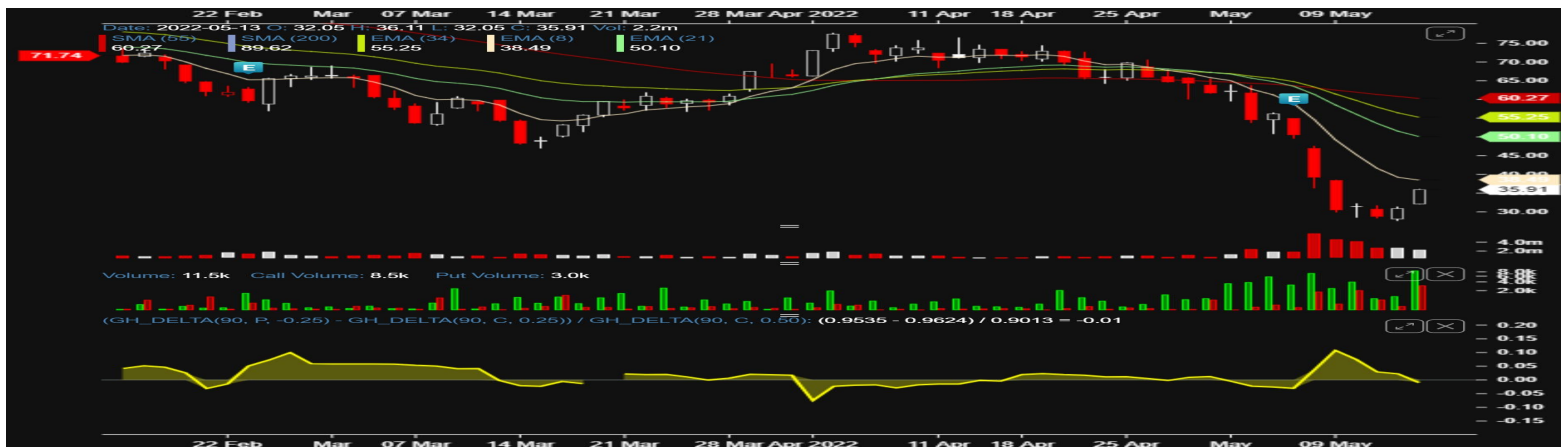 22 Feb Mar 07 Mar 14 Mar 21 Mar 28 Mar Apr 2022 11 Apr 18 Apr 25 Apr May 09 May
Date: 2022-05-13 O: 32.05 H: 36.11 L: 32.05 C: 35.91 Vol: 2.2m
SMA (55) SMA (200) EMA (34) EMA (8) EMA (21)
60.27 89.62 55.25 38.49 50.10
71.74
E
E
75.00
70.00
65.00
60.27
55.25
50.10
45.00
40.00
35.91
30.00
4.0m
2.0m
Volume: 11.5k Call Volume: 8.5k Put Volume: 3.0k
4.0k
2.0k
(GH_DELTA(90, P, -0.25) - GH_DELTA(90, C, 0.25)) / GH_DELTA(90, C, 0.50): (0.9535 - 0.9624) / 0.9013 = -0.01
0.20
0.15
0.10
0.05
0.00
-0.05
-0.10
-0.15
22 Feb Mar 07 Mar 14 Mar 21 Mar 28 Mar Apr 2022 11 Apr 18 Apr 25 Apr May 09 May